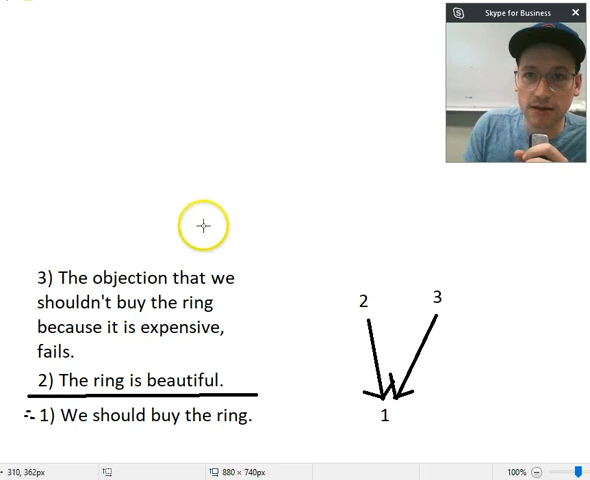 Skype for Business
3) The objection that we
shouldn't buy the ring
because it is expensive,
fails.
2) The ring is beautiful.
∴ 1) We should buy the ring.
2 3
1
310, 362px 880 × 740px 100%